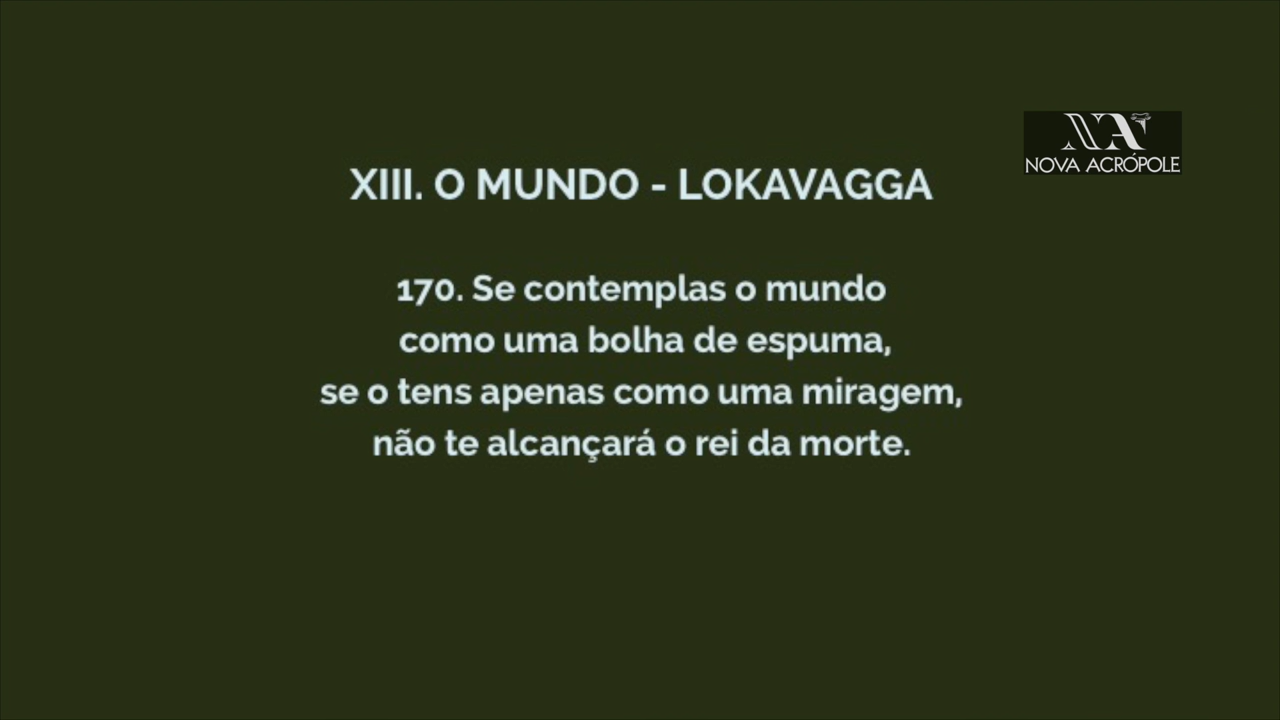 NOVA ACRÓPOLE
XIII. O MUNDO - LOKAVAGGA
170. Se contemplas o mundo
como uma bolha de espuma,
se o tens apenas como uma miragem,
não te alcançará o rei da morte.